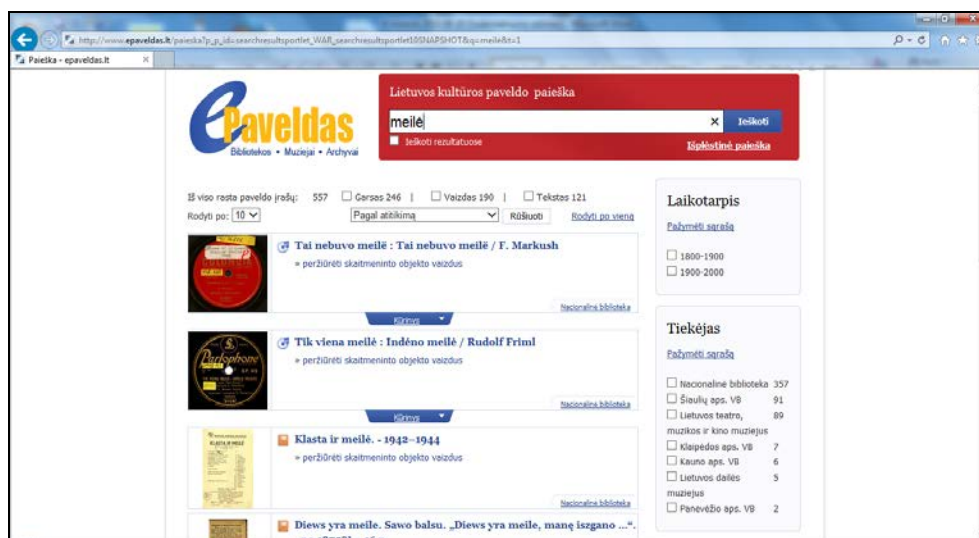 http://www.epaveldas.lt/paieska?p_p_id=searchresultsportlet_WAR_searchresultsportlet10SNAPSHOT&q=meile&t=1
Paieška - epaveldas.lt
ePaveldas
Bibliotekos • Muziejai • Archyvai
Lietuvos kultūros paveldo paieška
meilė
Ieškoti
Ieškoti rezultatuose
Išplėstinė paieška
Iš viso rasta paveldo įrašų: 557 Garsas 246 | Vaizdas 190 | Tekstas 121
Rodyti po: 10 Pagal atitikimą Rūšiuoti Rodyti po vieną
Tai nebuvo meilė : Tai nebuvo meilė / F. Markush
» peržiūrėti skaitmeninto objekto vaizdus
Nacionalinė biblioteka
Kūrinys
Parlophone
Tik viena meilė : Indėno meilė / Rudolf Friml
» peržiūrėti skaitmeninto objekto vaizdus
Nacionalinė biblioteka
Kūrinys
KLASTA IR MEILĖ
Klasta ir meilė. - 1942–1944
» peržiūrėti skaitmeninto objekto vaizdus
Nacionalinė biblioteka
Diews yra meile. Sawo balsu. „Diews yra meile, manę iszgano ...“.
Laikotarpis
Pažymėti sąrašą
1800-1900
1900-2000
Tiekėjas
Pažymėti sąrašą
Nacionalinė biblioteka 357
Šiaulių aps. VB 91
Lietuvos teatro, 89
muzikos ir kino muziejus
Klaipėdos aps. VB 7
Kauno aps. VB 6
Lietuvos dailės 5
muziejus
Panevėžio aps. VB 2